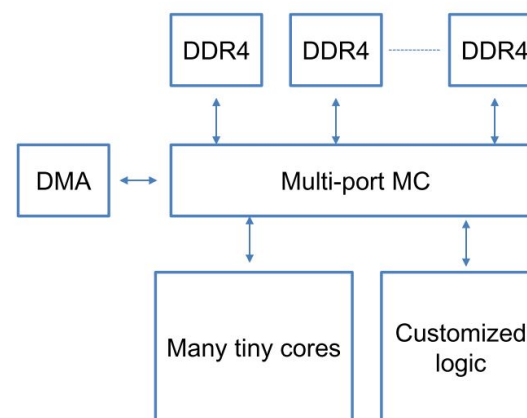 DDR4
DDR4
DDR4
DMA
Multi-port MC
Many tiny cores
Customized
logic